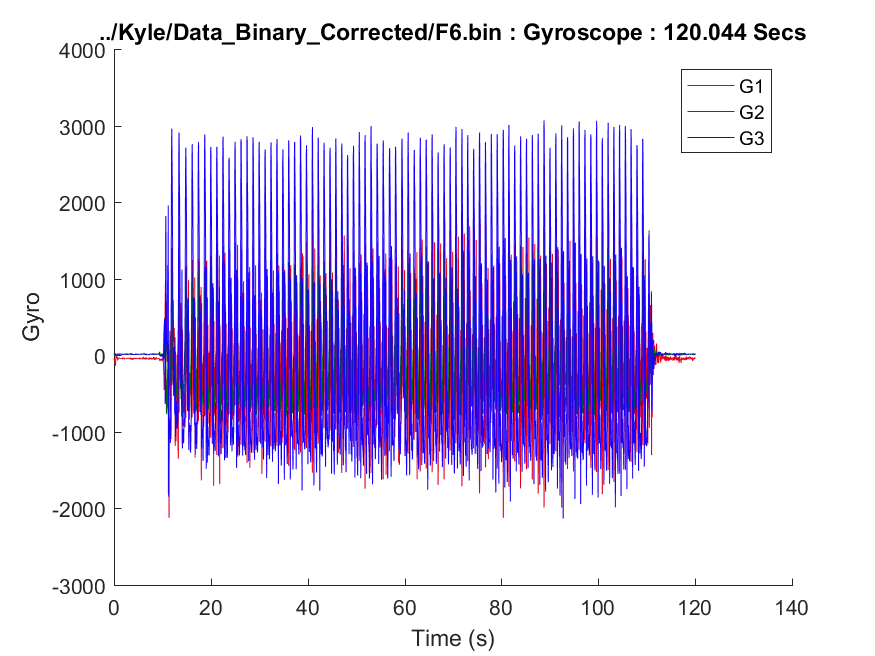 ../Kyle/Data_Binary_Corrected/F6.bin : Gyroscope : 120.044 Secs
4000
3000
2000
1000
0
-1000
-2000
-3000
Gyro
G1
G2
G3
0 20 40 60 80 100 120 140
Time (s)